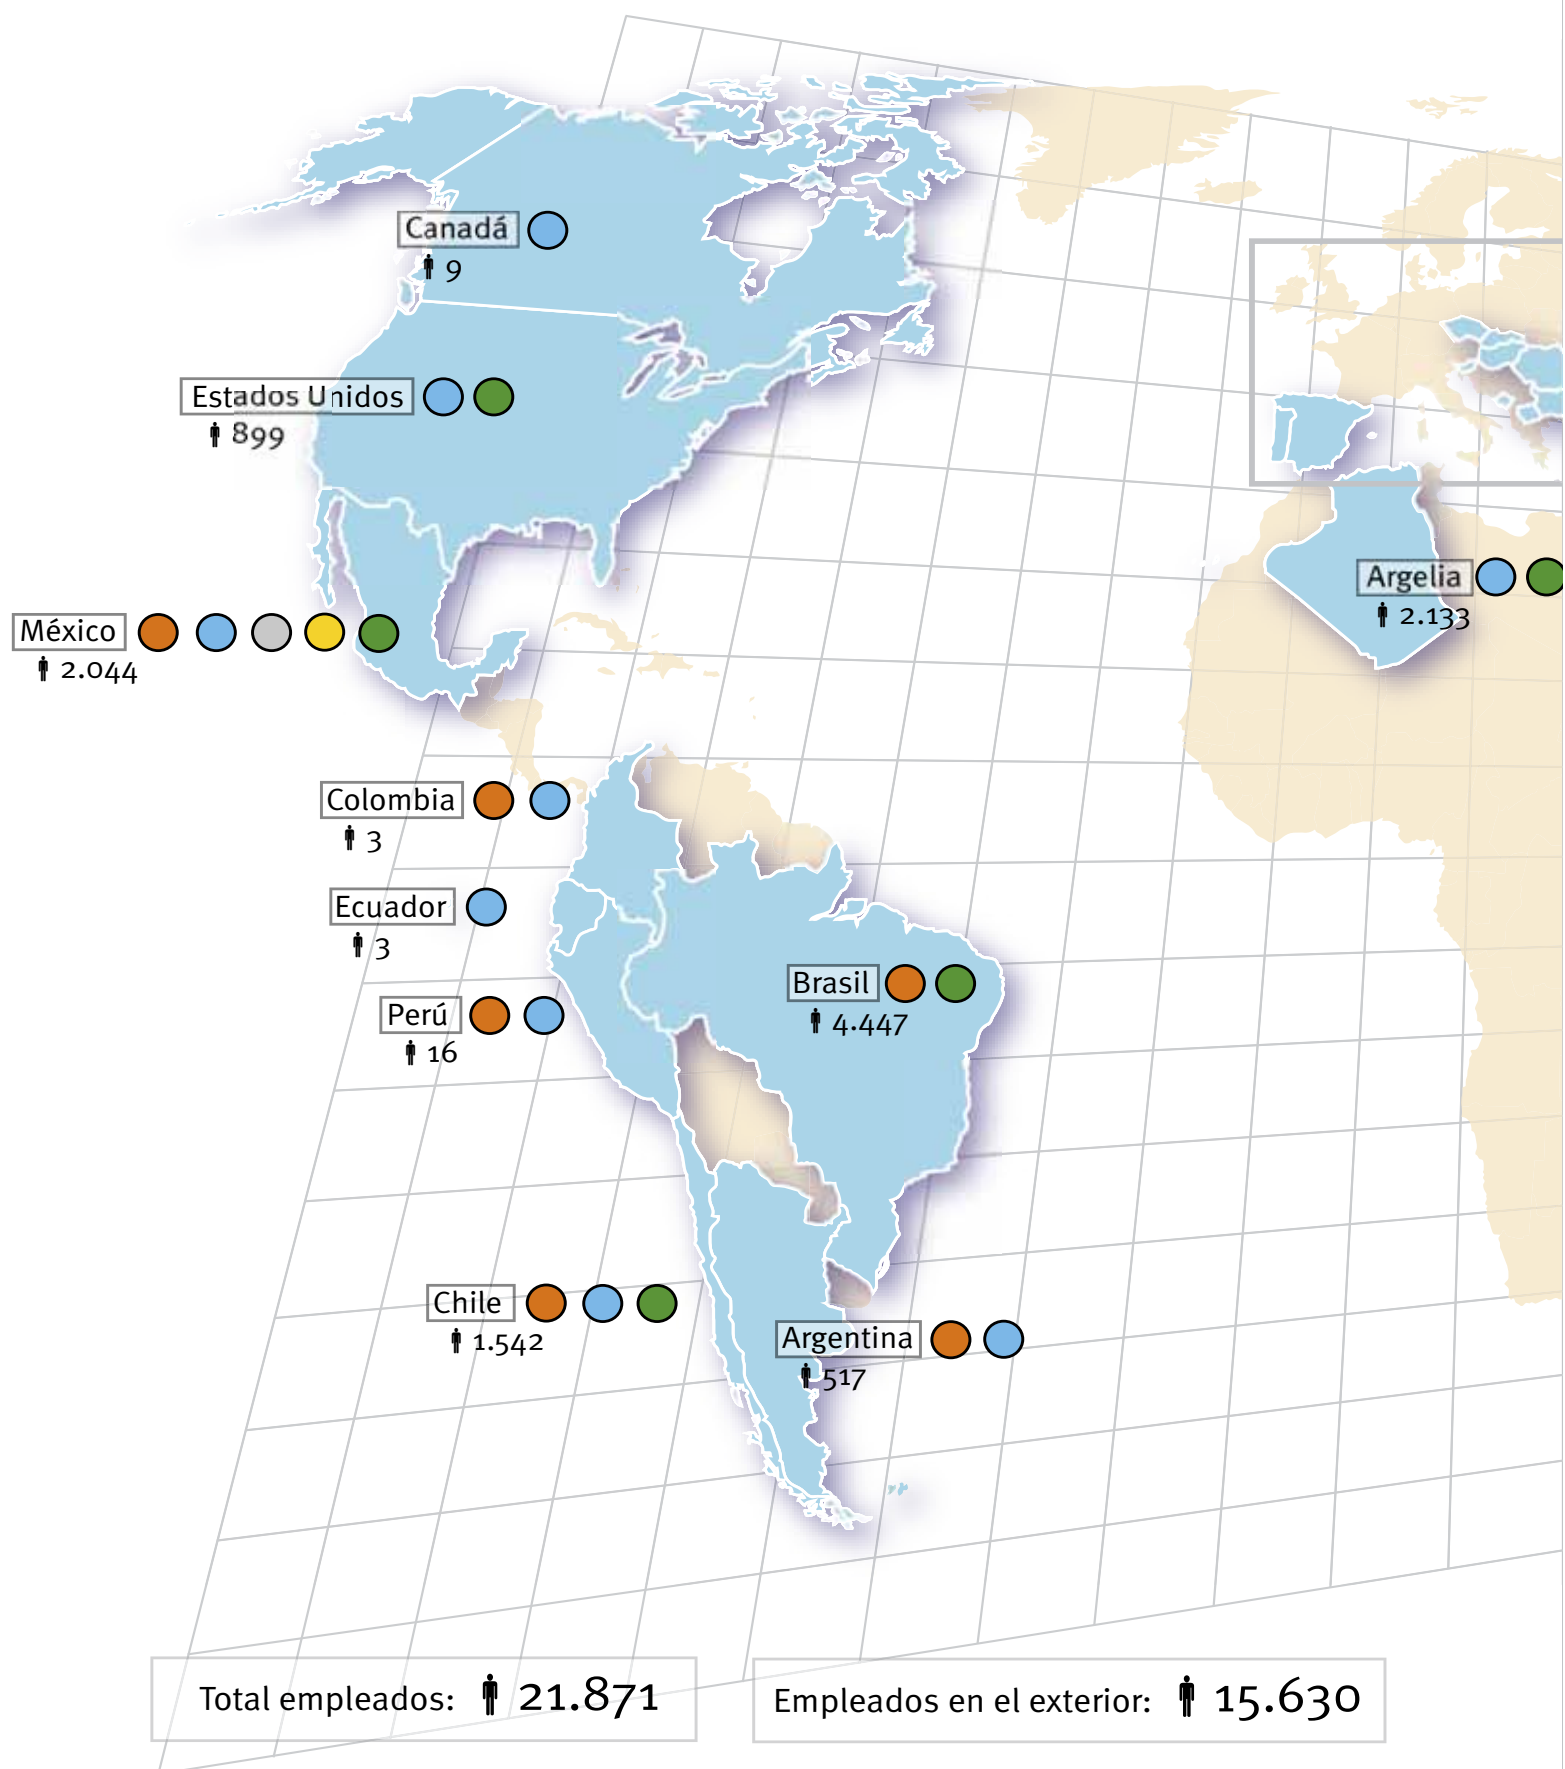 Canadá
9
Estados Unidos
899
Argelia
2.133
México
2.044
Colombia
3
Ecuador
3
Brasil
4.447
Perú
16
Chile
1.542
Argentina
517
Total empleados: 21.871
Empleados en el exterior: 15.630